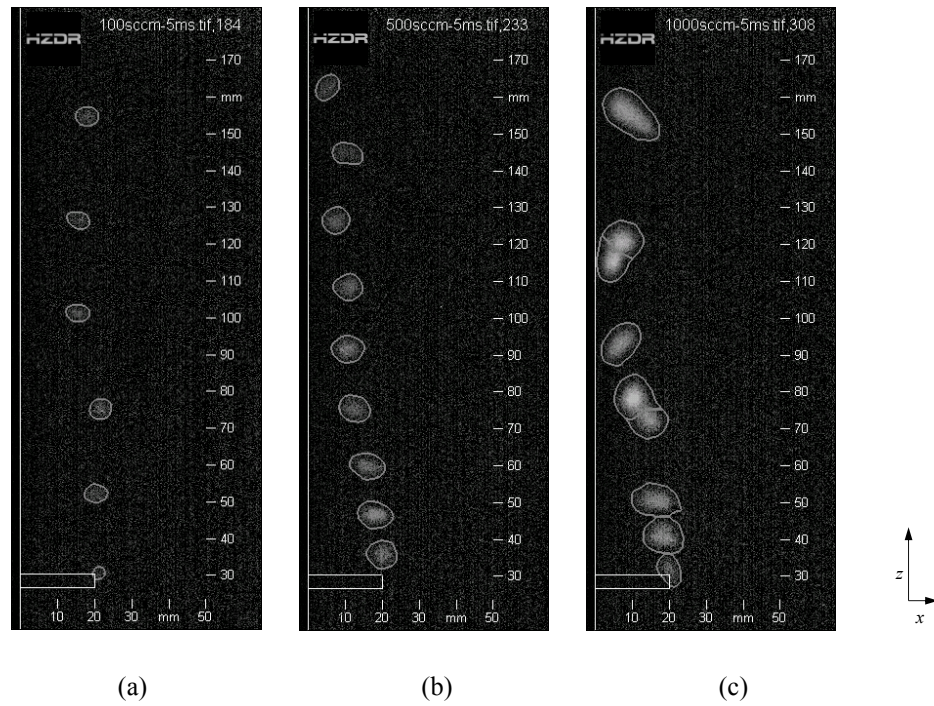 HZDR
100sccm-5ms.tif,184
170
mm
150
140
130
120
110
100
90
80
70
60
50
40
30
10 20 30 mm 50
HZDR
500sccm-5ms.tif,233
170
mm
150
140
130
120
110
100
90
80
70
60
50
40
30
10 20 30 mm 50
HZDR
1000sccm-5ms.tif,308
170
mm
150
140
130
120
110
100
90
80
70
60
50
40
30
10 20 30 mm 50
z
x
(a)
(b)
(c)